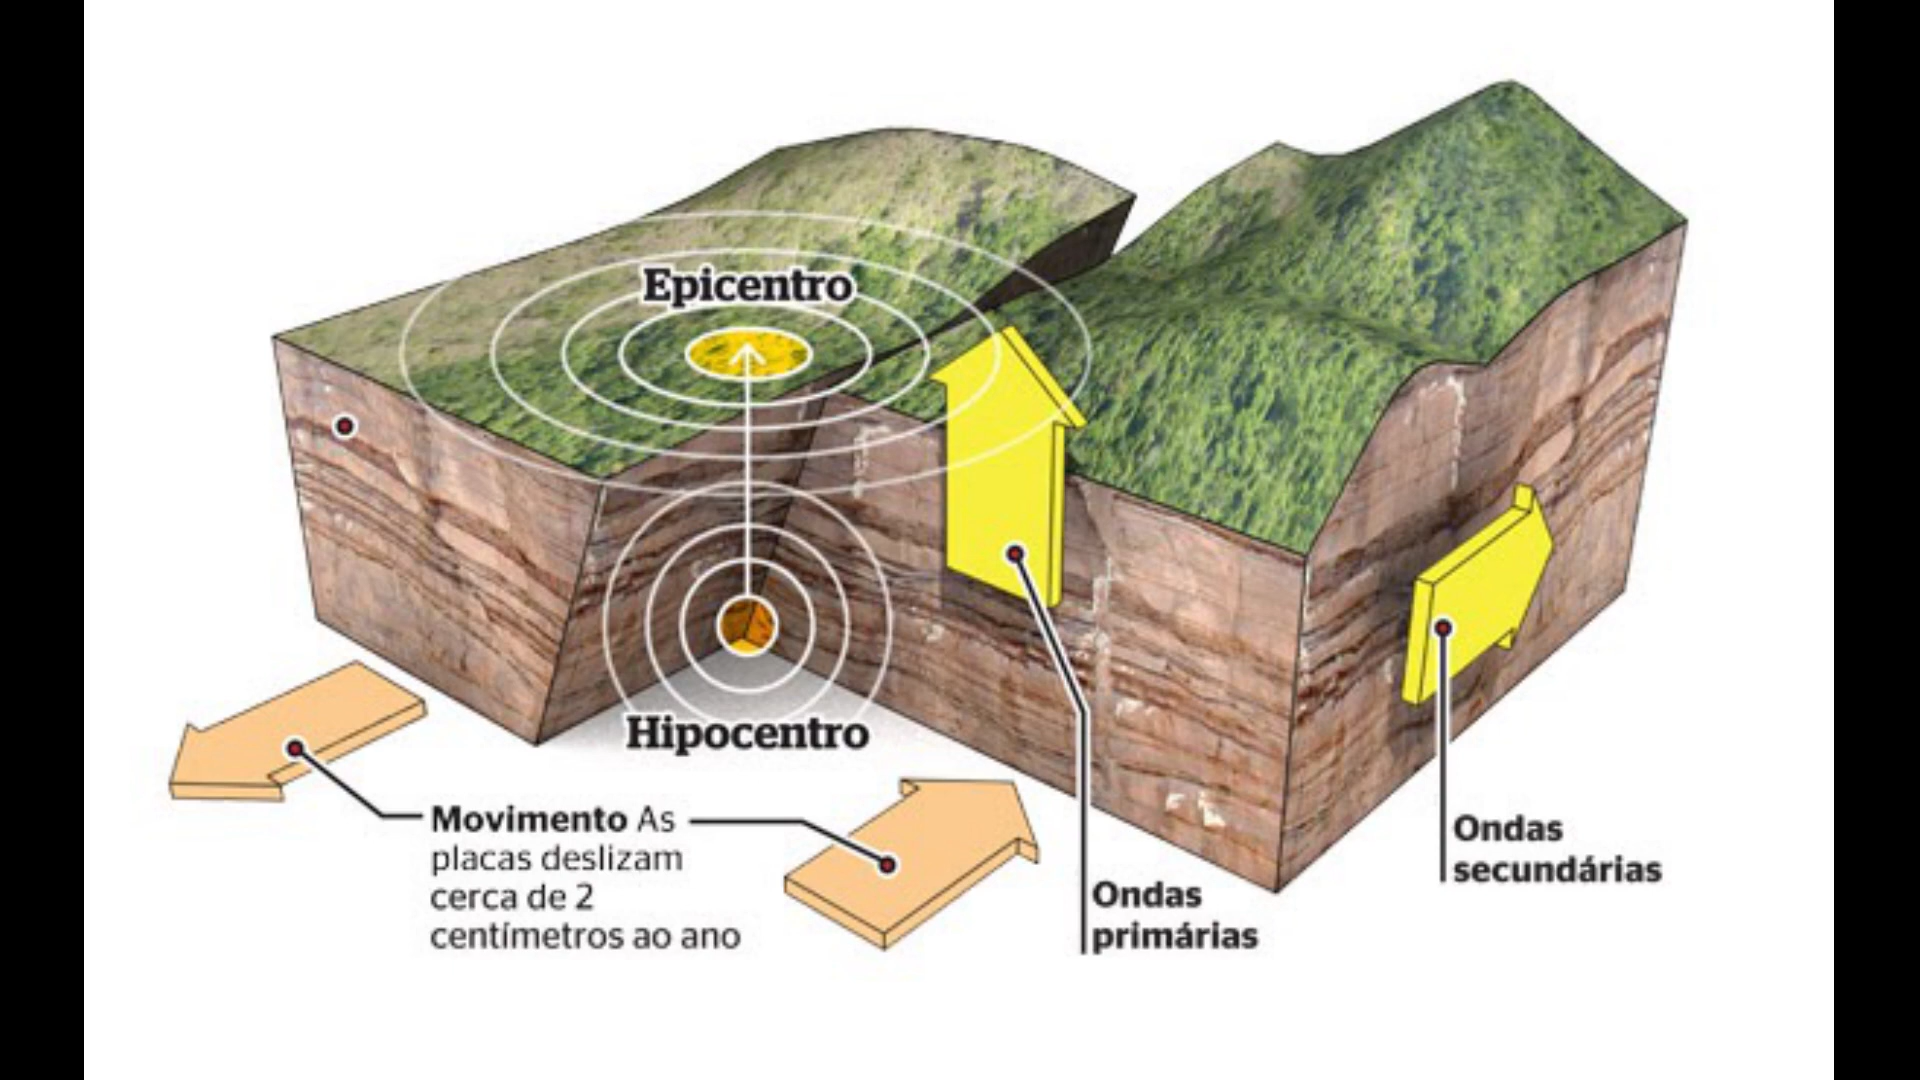 Epicentro
Hipocentro
Movimento As
placas deslizam
cerca de 2
centímetros ao ano
Ondas
primárias
Ondas
secundárias